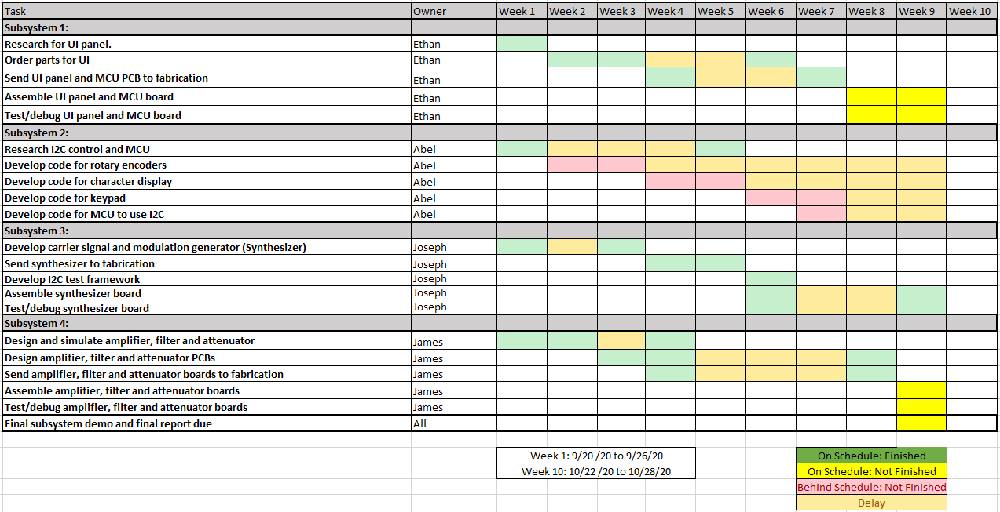 Task Owner Week 1 Week 2 Week 3 Week 4 Week 5 Week 6 Week 7 Week 8 Week 9 Week 10
Subsystem 1:
Research for UI panel. Ethan
Order parts for UI Ethan
Send UI panel and MCU PCB to fabrication Ethan
Assemble UI panel and MCU board Ethan
Test/debug UI panel and MCU board Ethan
Subsystem 2:
Research I2C control and MCU Abel
Develop code for rotary encoders Abel
Develop code for character display Abel
Develop code for keypad Abel
Develop code for MCU to use I2C Abel
Subsystem 3:
Develop carrier signal and modulation generator (Synthesizer) Joseph
Send synthesizer to fabrication Joseph
Develop I2C test framework Joseph
Assemble synthesizer board Joseph
Test/debug synthesizer board Joseph
Subsystem 4:
Design and simulate amplifier, filter and attenuator James
Design amplifier, filter and attenuator PCBs James
Send amplifier, filter and attenuator boards to fabrication James
Assemble amplifier, filter and attenuator boards James
Test/debug amplifier, filter and attenuator boards James
Final subsystem demo and final report due All
Week 1: 9/20 /20 to 9/26/20 On Schedule: Finished
Week 10: 10/22 /20 to 10/28/20 On Schedule: Not Finished
Behind Schedule: Not Finished
Delay